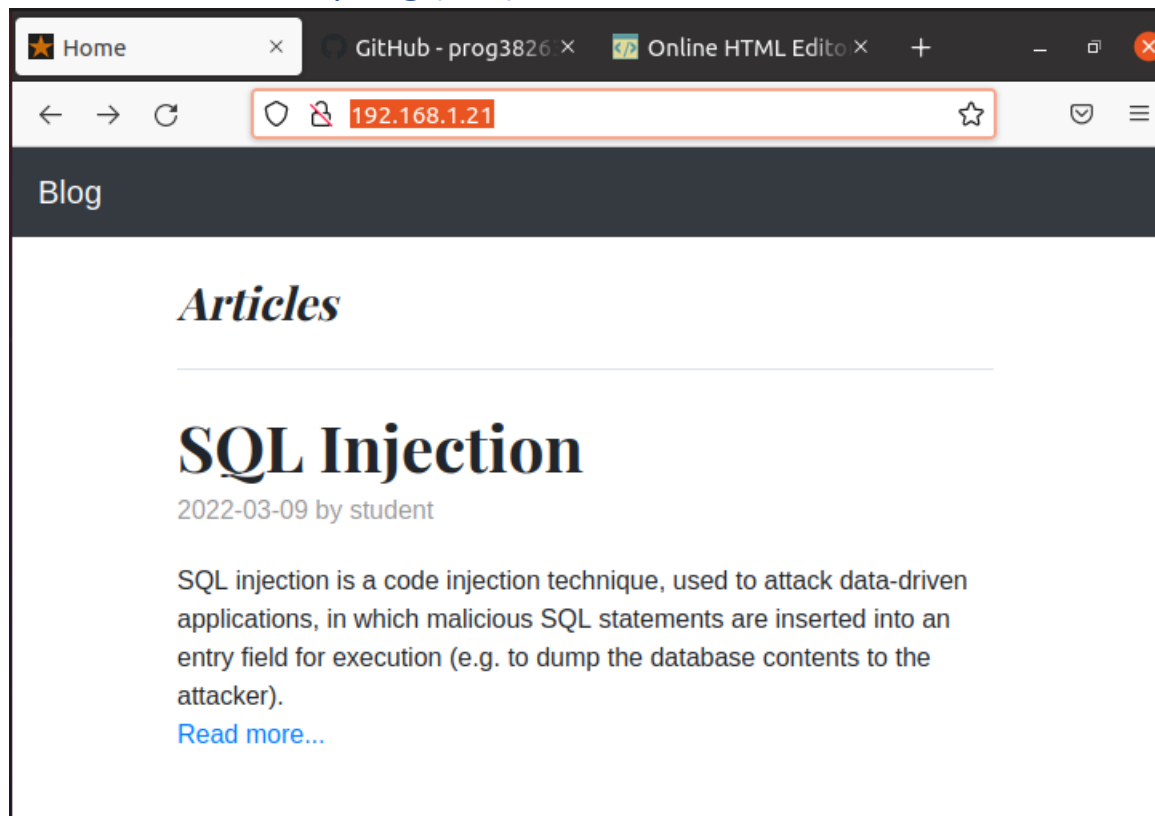 Home
GitHub - prog3826
Online HTML Edito
192.168.1.21
Blog
Articles
SQL Injection
2022-03-09 by student
SQL injection is a code injection technique, used to attack data-driven
applications, in which malicious SQL statements are inserted into an
entry field for execution (e.g. to dump the database contents to the
attacker).
Read more...